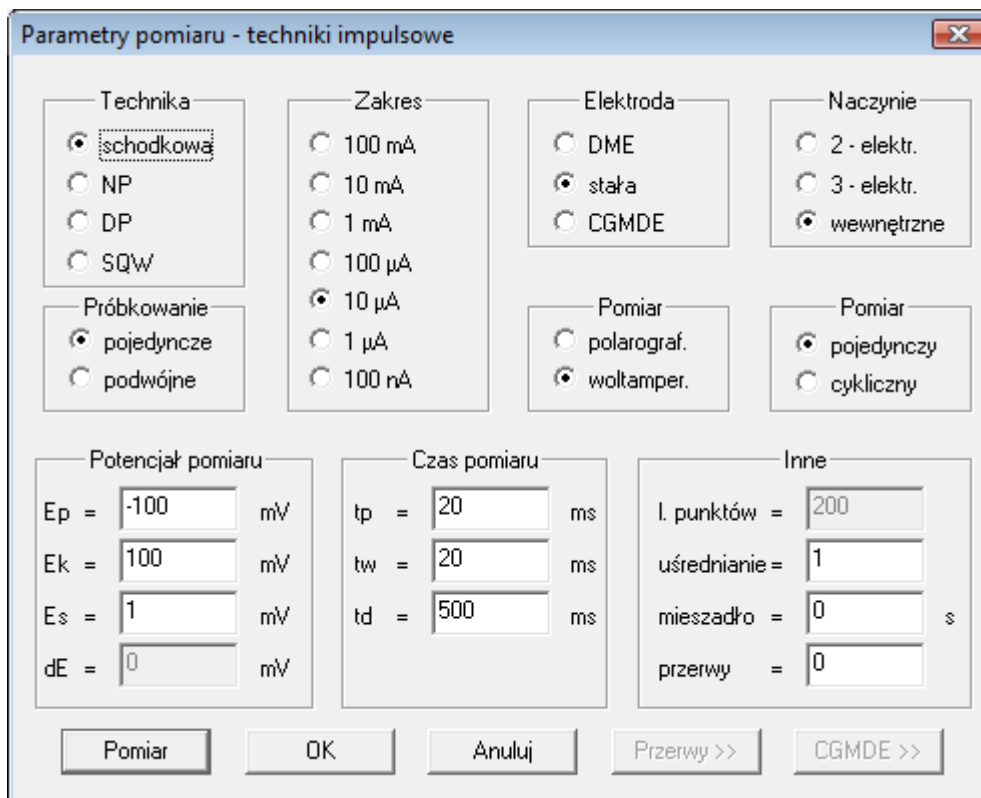 Parametry pomiaru - techniki impulsowe
Technika
schodkowa
NP
DP
SQW
Zakres
100 mA
10 mA
1 mA
100 µA
10 µA
1 µA
100 nA
Elektroda
DME
stała
CGMDE
Naczynie
2 - elektr.
3 - elektr.
wewnętrzne
Próbkowanie
pojedyncze
podwójne
Pomiar
polarograf.
woltamper.
Pomiar
pojedynczy
cykliczny
Potencjał pomiaru
Ep = -100 mV
Ek = 100 mV
Es = 1 mV
dE = 0 mV
Czas pomiaru
tp = 20 ms
tw = 20 ms
td = 500 ms
Inne
l. punktów = 200
uśrednianie = 1
mieszadło = 0 s
przerwy = 0
Pomiar
OK
Anuluj
Przerwy >>
CGMDE >>